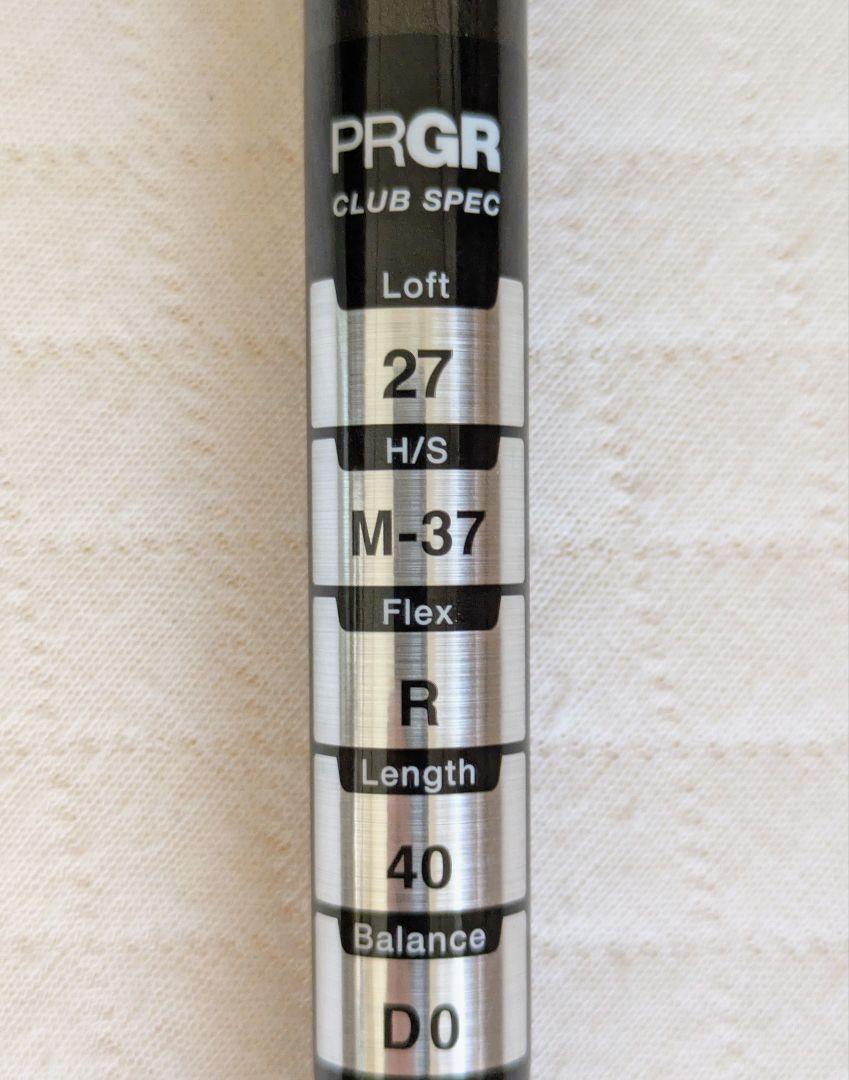 PRGR
CLUB SPEC
Loft
27
H/S
M-37
Flex
R
Length
40
Balance
D0